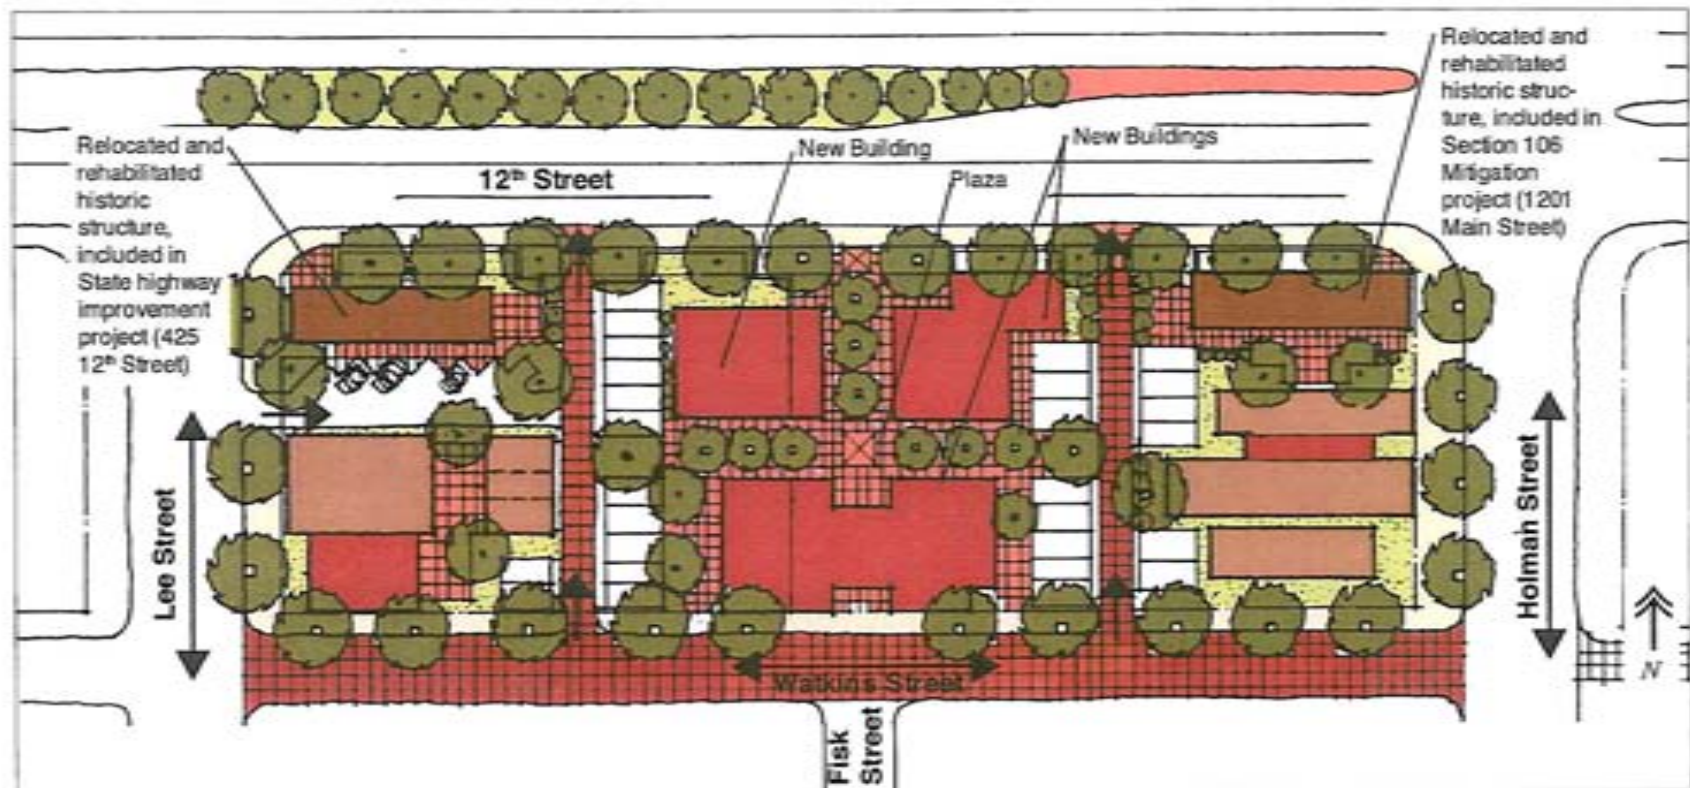 Relocated and
rehabilitated
historic
structure,
included in
State highway
improvement
project (425
12th Street)
12th Street
New Building
Plaza
New Buildings
Relocated and
rehabilitated
historic struc-
ture, included in
Section 106
Mitigation
project (1201
Main Street)
Lee Street
Holman Street
Watkins Street
Fisk
Street
N